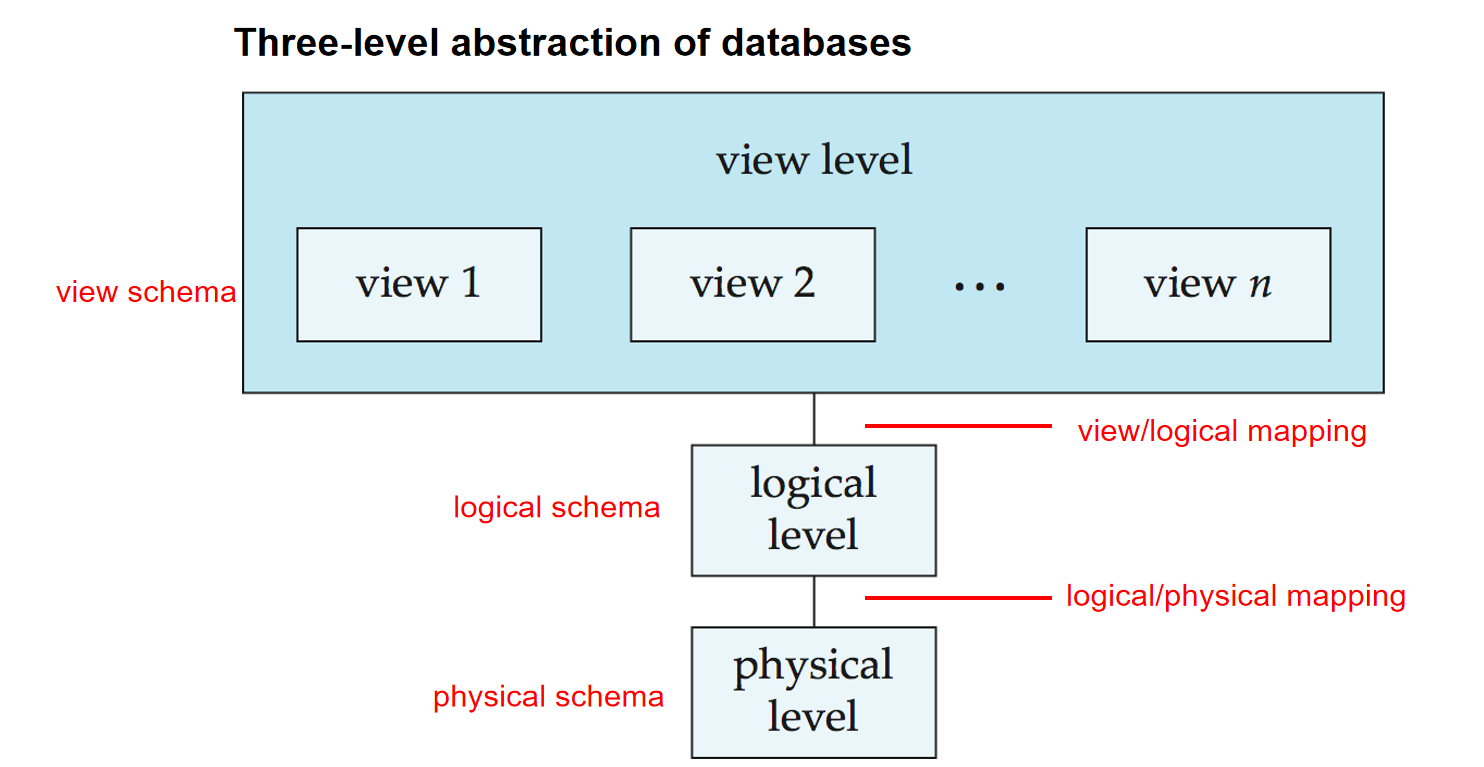 Three-level abstraction of databases
view level
view schema
view 1
view 2
...
view n
view/logical mapping
logical schema
logical
level
logical/physical mapping
physical schema
physical
level